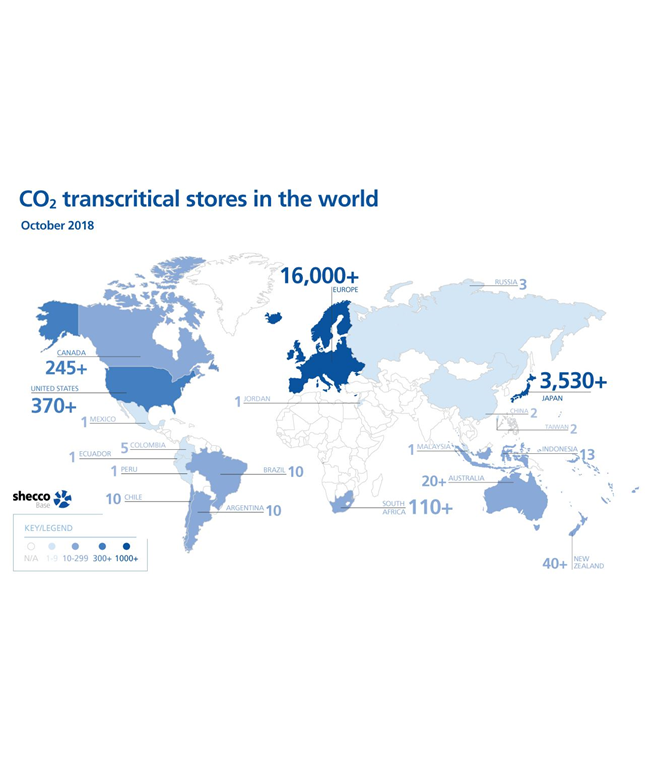 CO2 transcritical stores in the world
October 2018
16,000+
EUROPE
RUSSIA 3
CANADA
245+
UNITED STATES
370+
1 MEXICO
1 JORDAN
3,530+
JAPAN
CHINA 2
TAIWAN 2
5 COLOMBIA
1 ECUADOR
1 PERU
BRAZIL 10
1 MALAYSIA
INDONESIA 13
20+ AUSTRALIA
10 CHILE
ARGENTINA 10
SOUTH
AFRICA 110+
shecco
BASE
KEY/LEGEND
N/A 1-9 10-299 300+ 1000+
40+ NEW
ZEALAND